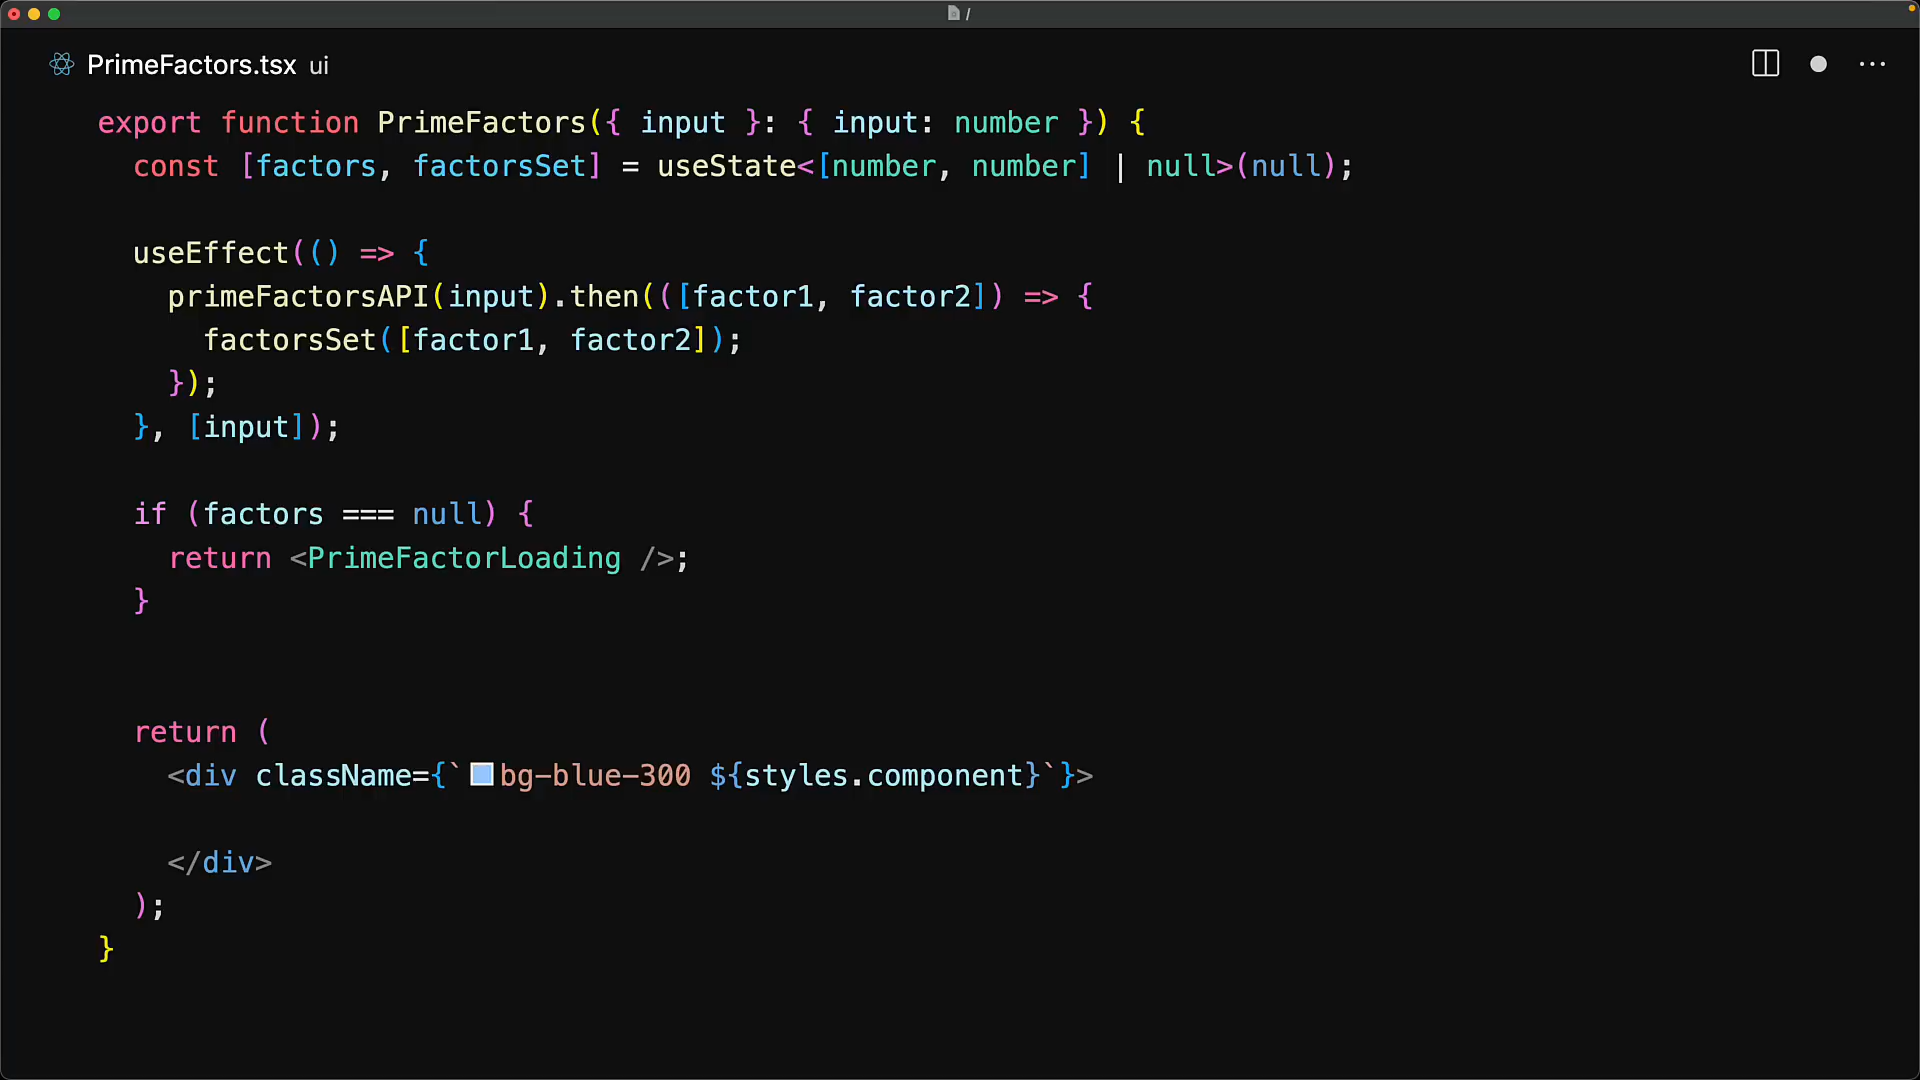 /
PrimeFactors.tsx ui
export function PrimeFactors({ input }: { input: number }) {
  const [factors, factorsSet] = useState<[number, number] | null>(null);
  useEffect(() => {
    primeFactorsAPI(input).then(([factor1, factor2]) => {
      factorsSet([factor1, factor2]);
    });
  }, [input]);
  if (factors === null) {
    return <PrimeFactorLoading />;
  }
  return (
    <div className={`bg-blue-300 ${styles.component}`}>
    </div>
  );
}